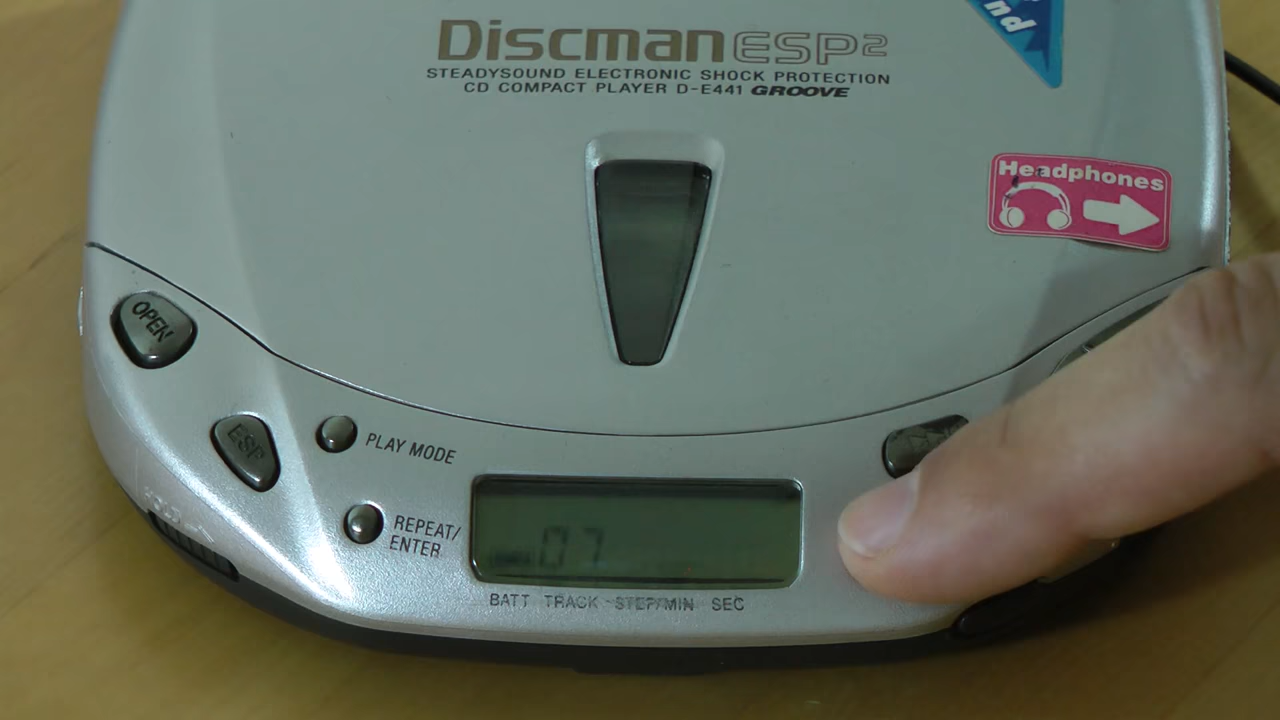 nd
Discman ESP2
STEADYSOUND ELECTRONIC SHOCK PROTECTION
CD COMPACT PLAYER D-E441 GROOVE
Headphones
OPEN
ESP
PLAY MODE
REPEAT/
ENTER
07
BATT TRACK STEP/MIN SEC